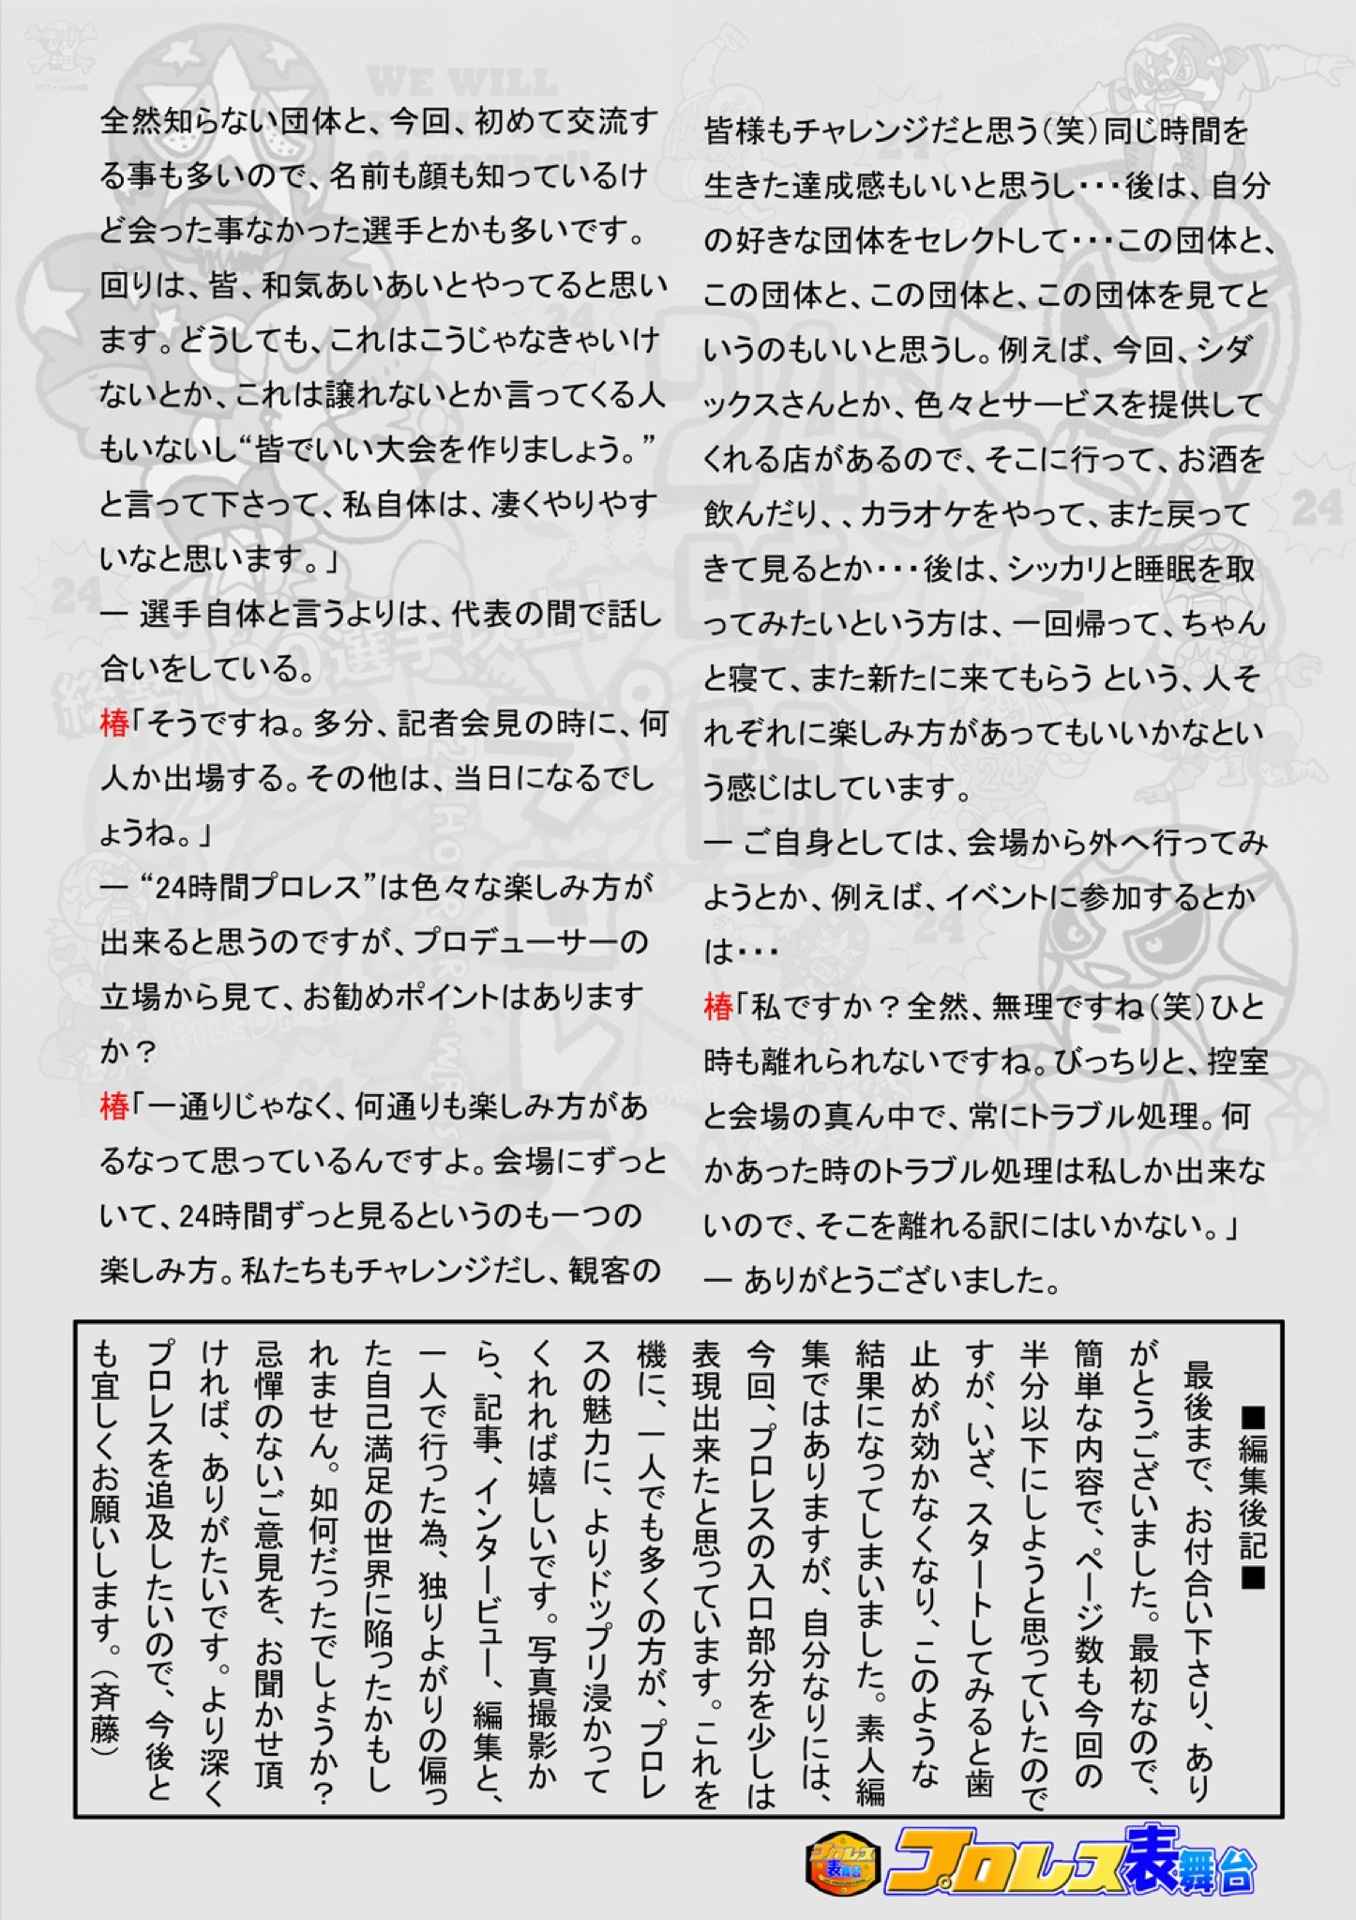 全然知らない団体と、今回、初めて交流す
る事も多いので、名前も顔も知っているけ
ど会った事なかった選手とかも多いです。
回りは、皆、和気あいあいとやってると思い
ます。どうしても、これはこうじゃなきゃいけ
ないとか、これは譲れないとか言ってくる人
もいないし“皆でいい大会を作りましょう。”
と言って下さって、私自体は、凄くやりやす
いなと思います。」
― 選手自体と言うよりは、代表の間で話し
合いをしている。
椿「そうですね。多分、記者会見の時に、何
人か出場する。その他は、当日になるでし
ょうね。」
― “24時間プロレス”は色々な楽しみ方が
出来ると思うのですが、プロデューサーの
立場から見て、お勧めポイントはあります
か？
椿「一通りじゃなく、何通りも楽しみ方があ
るなって思っているんですよ。会場にずっと
いて、24時間ずっと見るというのも一つの
楽しみ方。私たちもチャレンジだし、観客の
皆様もチャレンジだと思う（笑）同じ時間を
生きた達成感もいいと思うし・・・後は、自分
の好きな団体をセレクトして・・・この団体と、
この団体と、この団体と、この団体を見てと
いうのもいいと思うし。例えば、今回、シダ
ックスさんとか、色々とサービスを提供して
くれる店があるので、そこに行って、お酒を
飲んだり、、カラオケをやって、また戻って
きて見るとか・・・後は、シッカリと睡眠を取
ってみたいという方は、一回帰って、ちゃん
と寝て、また新たに来てもらう という、人そ
れぞれに楽しみ方があってもいいかなとい
う感じはしています。
― ご自身としては、会場から外へ行ってみ
ようとか、例えば、イベントに参加するとか
は・・・
椿「私ですか？全然、無理ですね（笑）ひと
時も離れられないですね。びっちりと、控室
と会場の真ん中で、常にトラブル処理。何
かあった時のトラブル処理は私しか出来な
いので、そこを離れる訳にはいかない。」
― ありがとうございました。
■編集後記■
最後まで、お付合い下さり、あり
がとうございました。最初なので、
簡単な内容で、ページ数も今回の
半分以下にしようと思っていたので
すが、いざ、スタートしてみると歯
止めが効かなくなり、このような
結果になってしまいました。素人編
集ではありますが、自分なりには、
今回、プロレスの入口部分を少しは
表現出来たと思っています。これを
機に、一人でも多くの方が、プロレ
スの魅力に、よりドップリ浸かって
くれれば嬉しいです。写真撮影か
ら、記事、インタービュー、編集と、
一人で行った為、独りよがりの偏っ
た自己満足の世界に陥ったかもし
れません。如何だったでしょうか？
忌憚のないご意見を、お聞かせ頂
ければ、ありがたいです。より深く
プロレスを追及したいので、今後と
も宜しくお願いします。（斉藤）
プロレス
表舞台
プロレス表舞台
WE WILL
24
24
24
24時間プロレス
総勢100選手以上!
24
24
24
24 HOUR PRO-WRES